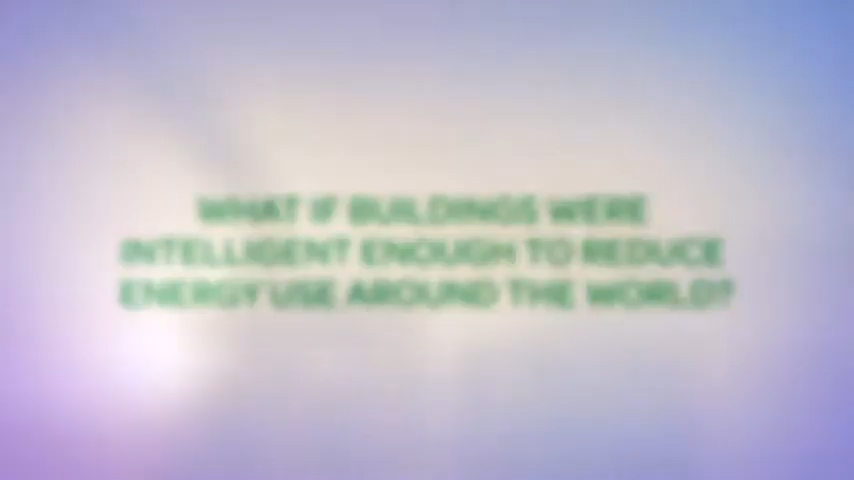 WHAT IF BUILDINGS WERE
INTELLIGENT ENOUGH TO REDUCE
ENERGY USE AROUND THE WORLD?